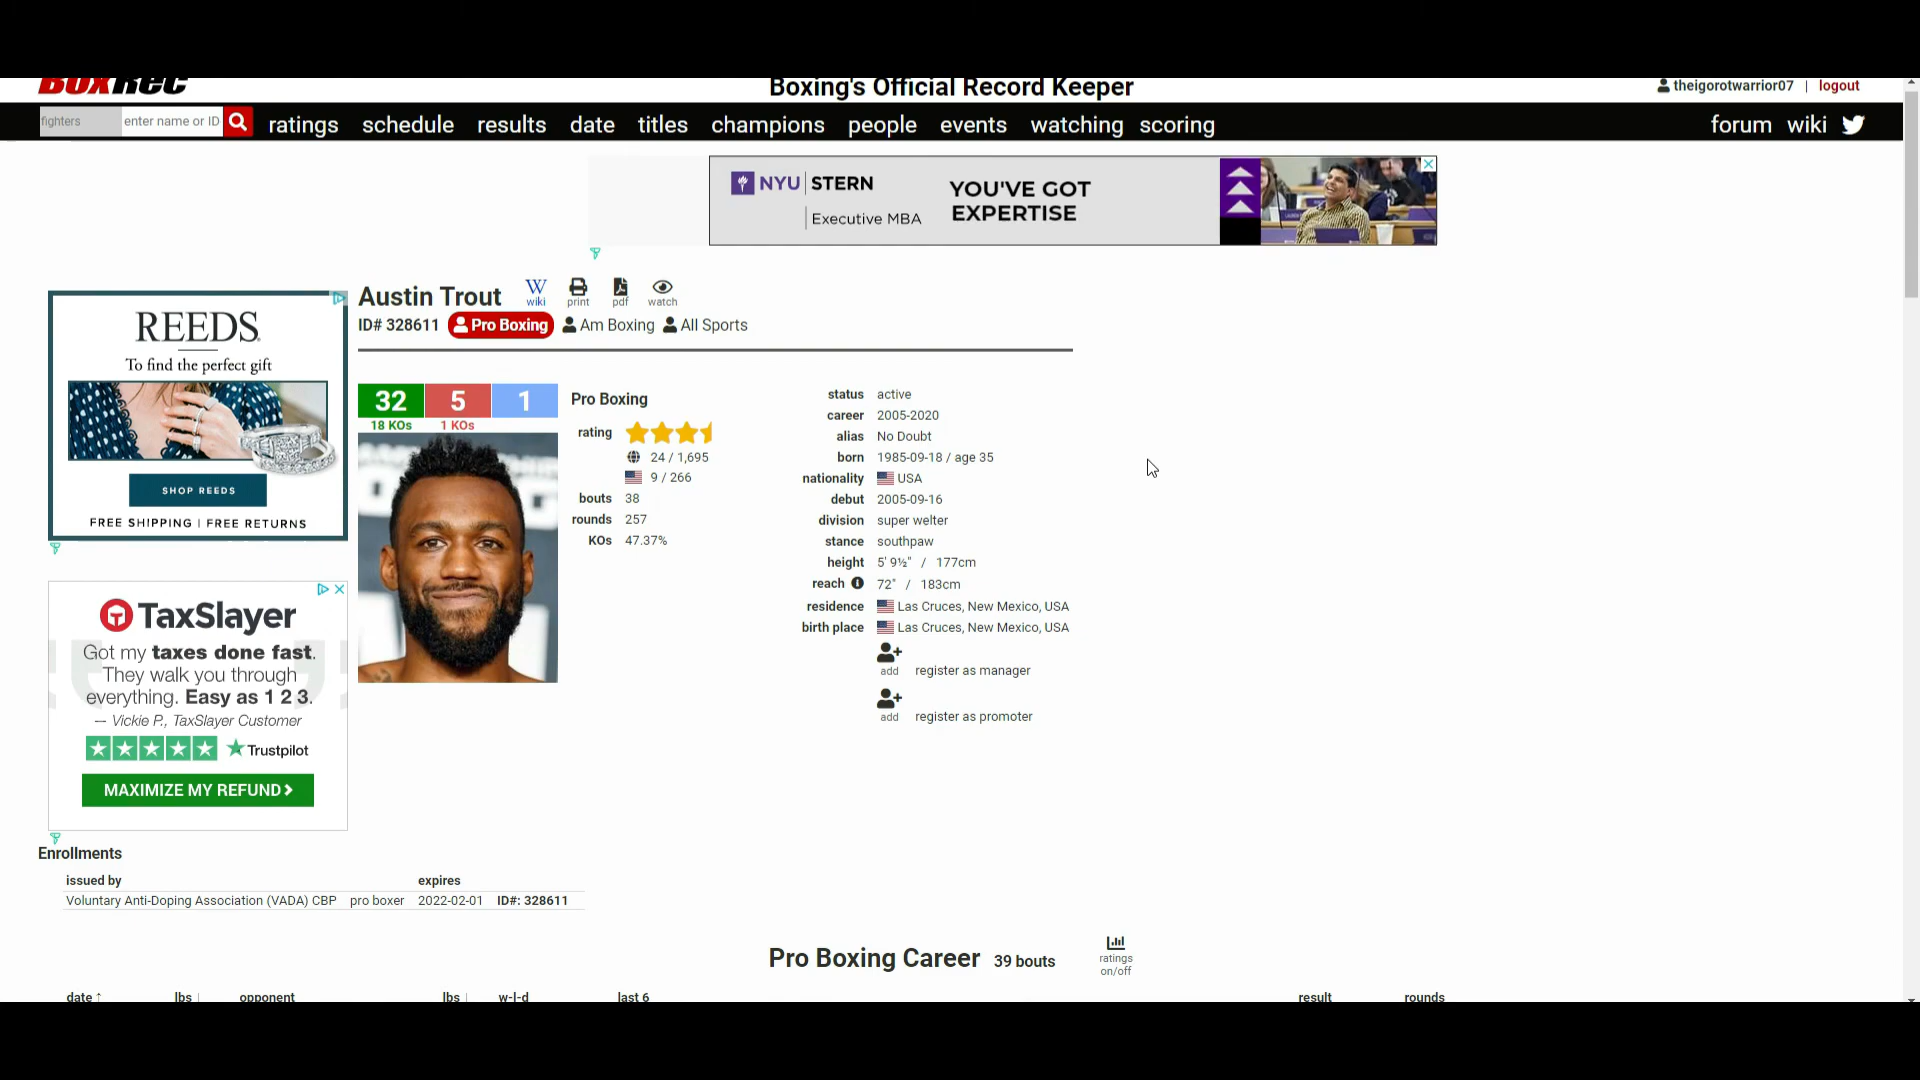 BoxRec
Boxing's Official Record Keeper
theigorotwarrior07 | logout
fighters enter name or ID ratings schedule results date titles champions people events watching scoring forum wiki
NYU STERN
Executive MBA
YOU'VE GOT
EXPERTISE
REEDS
To find the perfect gift
SHOP REEDS
FREE SHIPPING | FREE RETURNS
TaxSlayer
Got my taxes done fast.
They walk you through
everything. Easy as 1 2 3.
— Vickie P., TaxSlayer Customer
Trustpilot
MAXIMIZE MY REFUND
Austin Trout
W
wiki print pdf watch
ID# 328611 Pro Boxing Am Boxing All Sports
32 5 1
18 KOs 1 KOs
Pro Boxing
rating
24 / 1,695
9 / 266
bouts 38
rounds 257
KOs 47.37%
status active
career 2005-2020
alias No Doubt
born 1985-09-18 / age 35
nationality USA
debut 2005-09-16
division super welter
stance southpaw
height 5' 9½" / 177cm
reach 72" / 183cm
residence Las Cruces, New Mexico, USA
birth place Las Cruces, New Mexico, USA
add register as manager
add register as promoter
Enrollments
issued by expires
Voluntary Anti-Doping Association (VADA) CBP pro boxer 2022-02-01 ID#: 328611
Pro Boxing Career 39 bouts
ratings
on/off
date ↑ lbs opponent lbs w-l-d last 6 result rounds